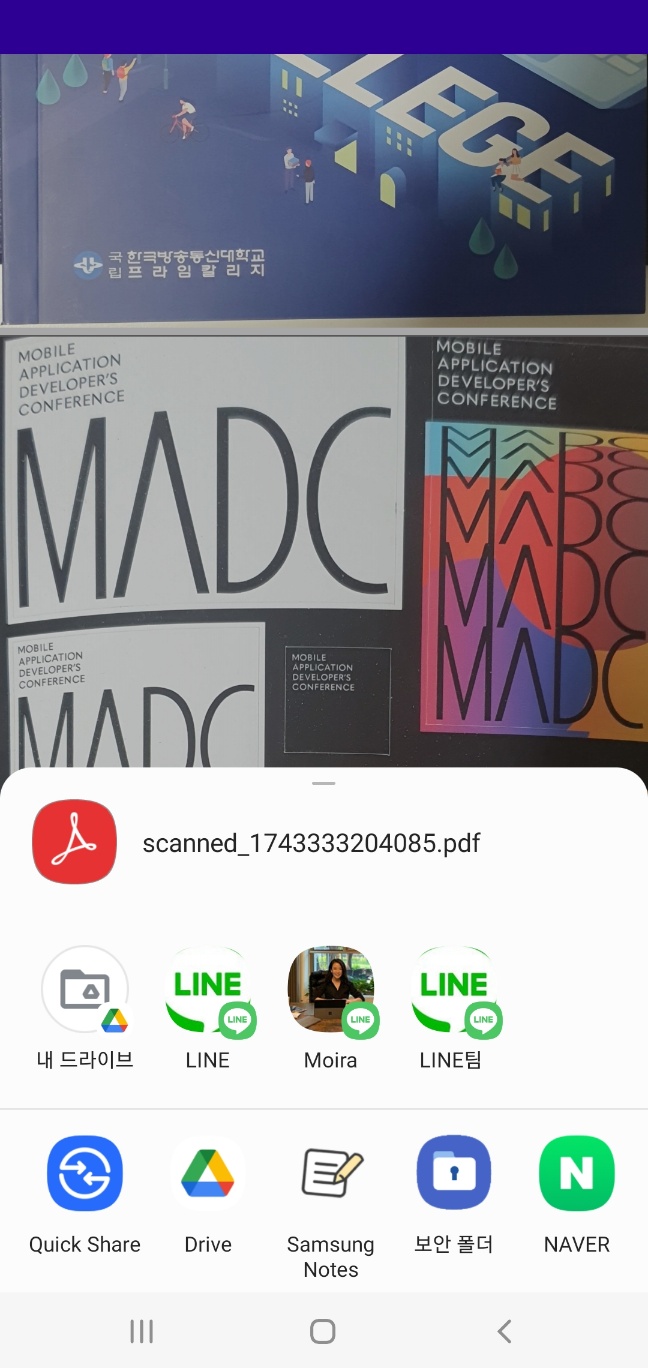 LLEGE
국립 한국방송통신대학교
프라임칼리지
MOBILE
APPLICATION
DEVELOPER'S
CONFERENCE
MADC
MOBILE
APPLICATION
DEVELOPER'S
CONFERENCE
MADC
MADC
MADC
MADC
MADC
MOBILE
APPLICATION
DEVELOPER'S
CONFERENCE
MADC
MOBILE
APPLICATION
DEVELOPER'S
CONFERENCE
scanned_1743333204085.pdf
LINE
LINE
LINE
LINE
LINE
내 드라이브
LINE
Moira
LINE팀
N
Quick Share
Drive
Samsung
Notes
보안 폴더
NAVER